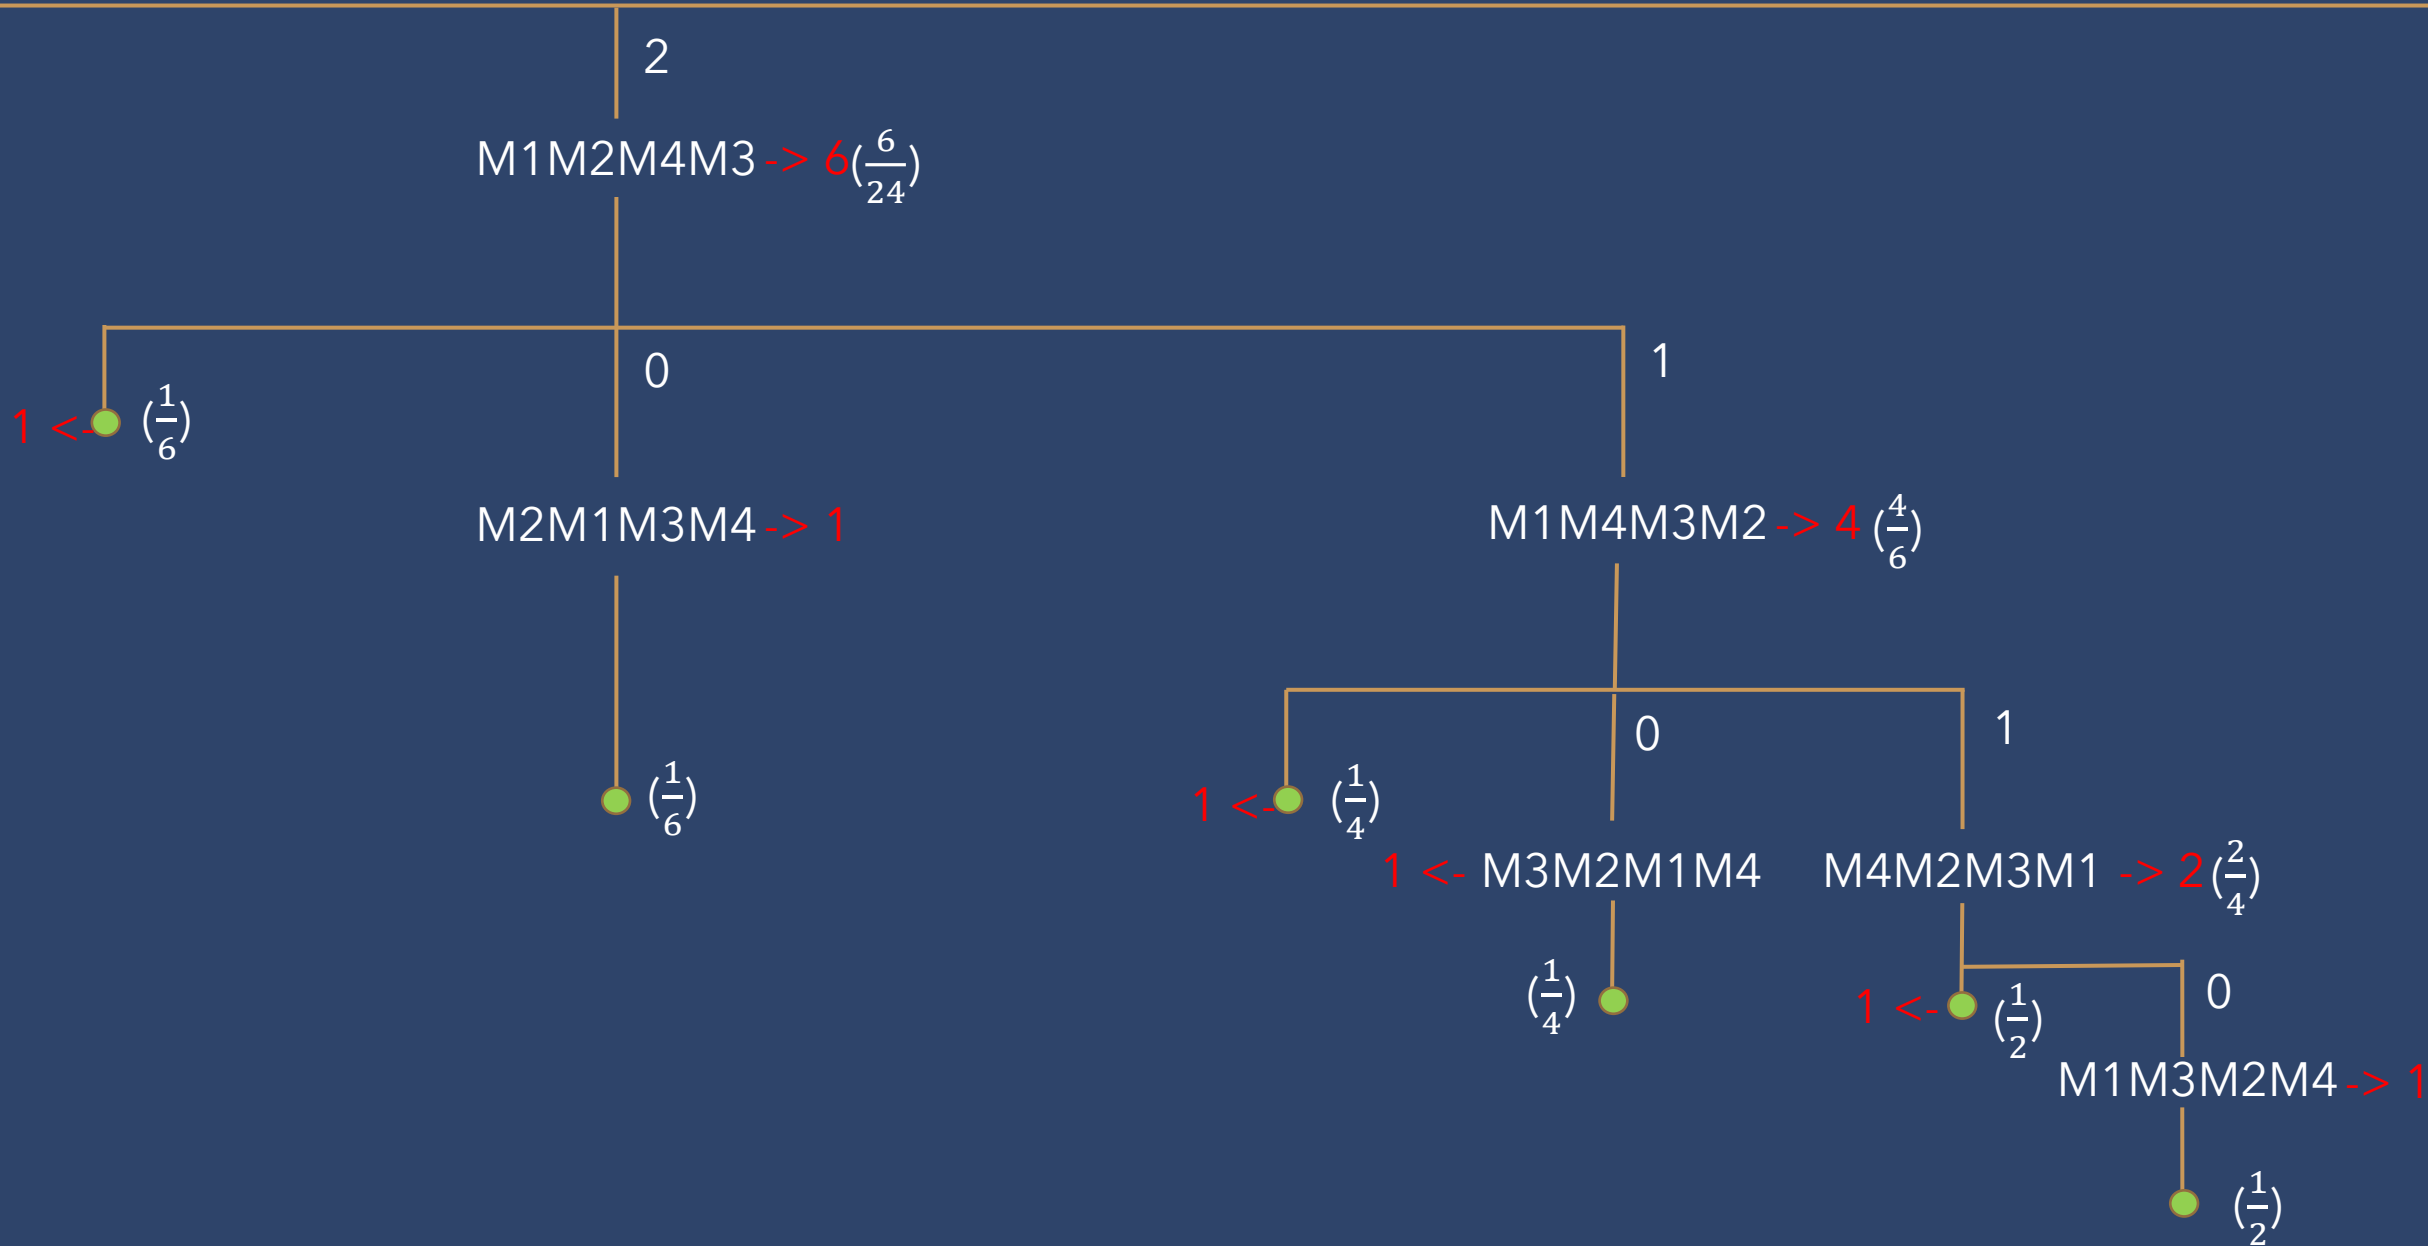 2
M1M2M4M3 -> 6(6/24)
0
1
1 <- (1/6)
M2M1M3M4 -> 1
M1M4M3M2 -> 4 (4/6)
0
1
(1/6)
1 <- (1/4)
1 <- M3M2M1M4
M4M2M3M1 -> 2(2/4)
(1/4)
1 <- (1/2)
0
M1M3M2M4 -> 1
(1/2)